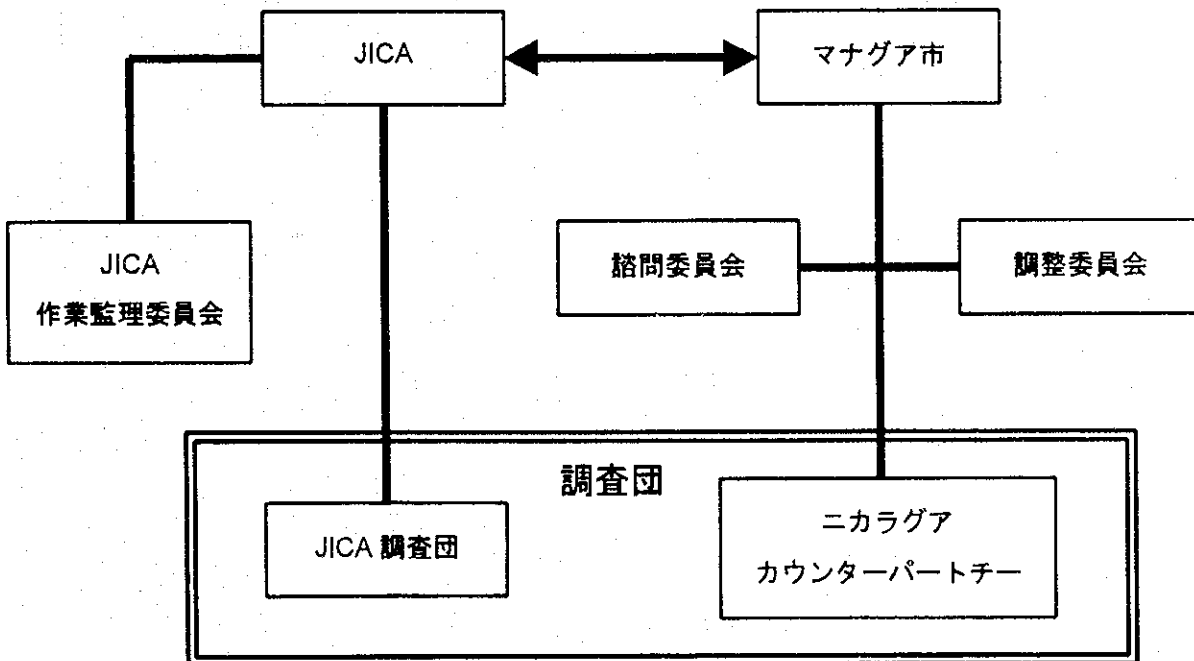 JICA
マナグア市
JICA
作業監理委員会
諮問委員会
調整委員会
調査団
JICA 調査団
ニカラグア
カウンターパートチー